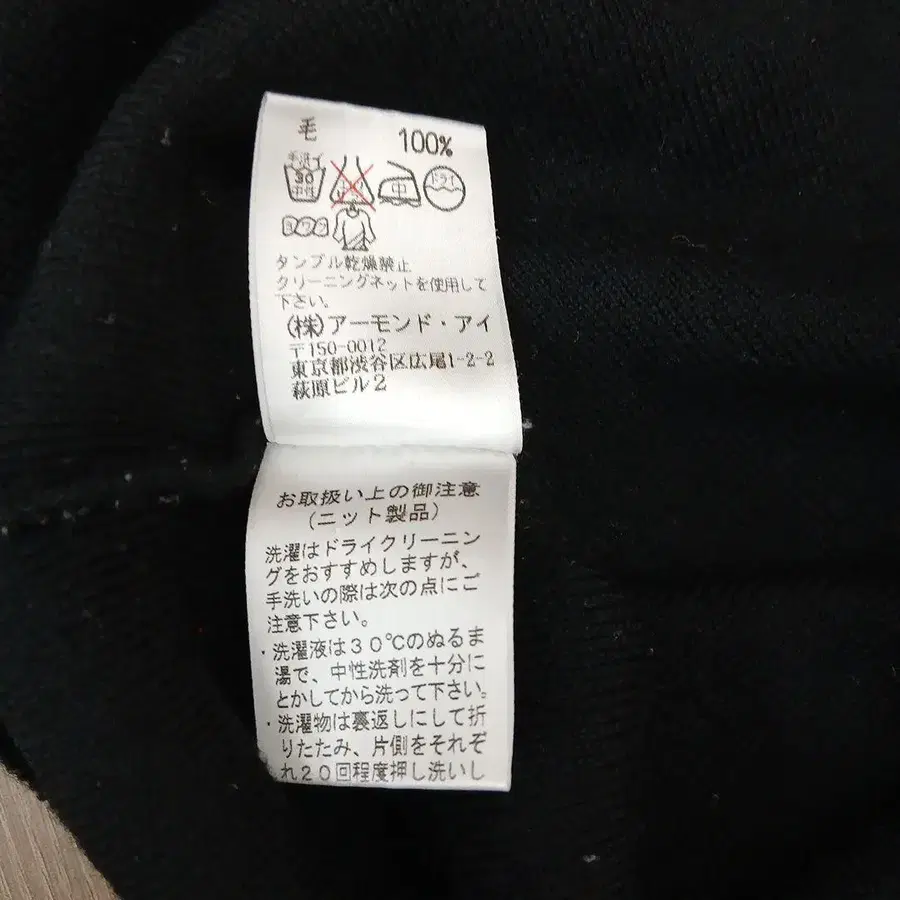 毛 100%
手洗イ
30
中性
中
ドライ
ヨワク
タンブル乾燥禁止
クリーニングネットを使用して
下さい。
(株)アーモンド・アイ
〒150-0012
東京都渋谷区広尾1-2-2
萩原ビル2
お取扱い上の御注意
(ニット製品)
洗濯はドライクリーニン
グをおすすめしますが、
手洗いの際は次の点にご
注意下さい。
・洗濯液は30℃のぬるま
湯で、中性洗剤を十分に
とかしてから洗って下さい。
・洗濯物は裏返しにして折
りたたみ、片側をそれぞ
れ20回程度押し洗いし